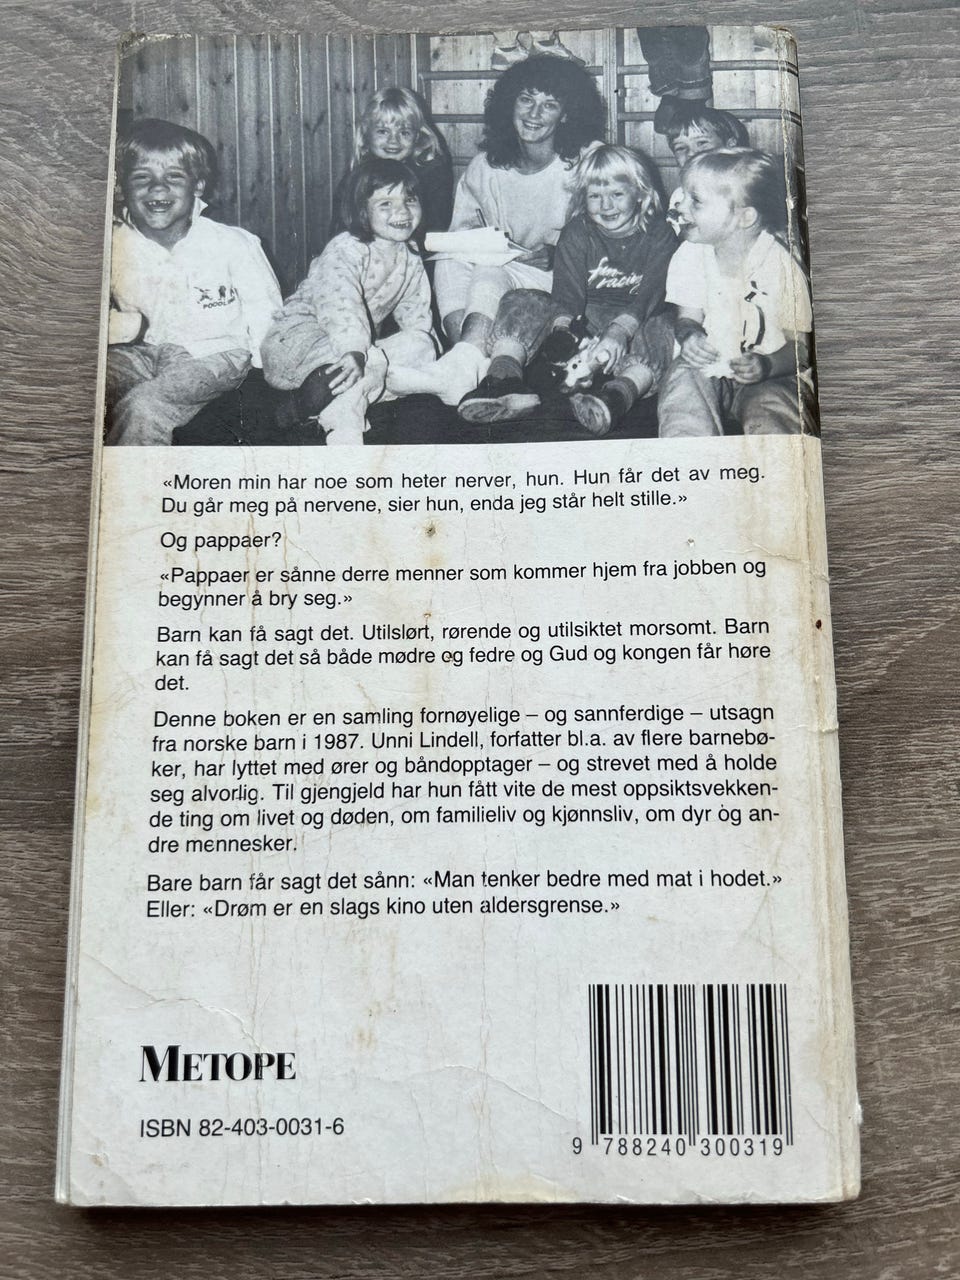 fun-
racing
«Moren min har noe som heter nerver, hun. Hun får det av meg.
Du går meg på nervene, sier hun, enda jeg står helt stille.»
Og pappaer?
«Pappaer er sånne derre menner som kommer hjem fra jobben og
begynner å bry seg.»
Barn kan få sagt det. Utilslørt, rørende og utilsiktet morsomt. Barn
kan få sagt det så både mødre og fedre og Gud og kongen får høre
det.
Denne boken er en samling fornøyelige – og sannferdige – utsagn
fra norske barn i 1987. Unni Lindell, forfatter bl.a. av flere barnebø-
ker, har lyttet med ører og båndopptager – og strevet med å holde
seg alvorlig. Til gjengjeld har hun fått vite de mest oppsiktsvekken-
de ting om livet og døden, om familieliv og kjønnsliv, om dyr og an-
dre mennesker.
Bare barn får sagt det sånn: «Man tenker bedre med mat i hodet.»
Eller: «Drøm er en slags kino uten aldersgrense.»
METOPE
ISBN 82-403-0031-6
9 788240 300319